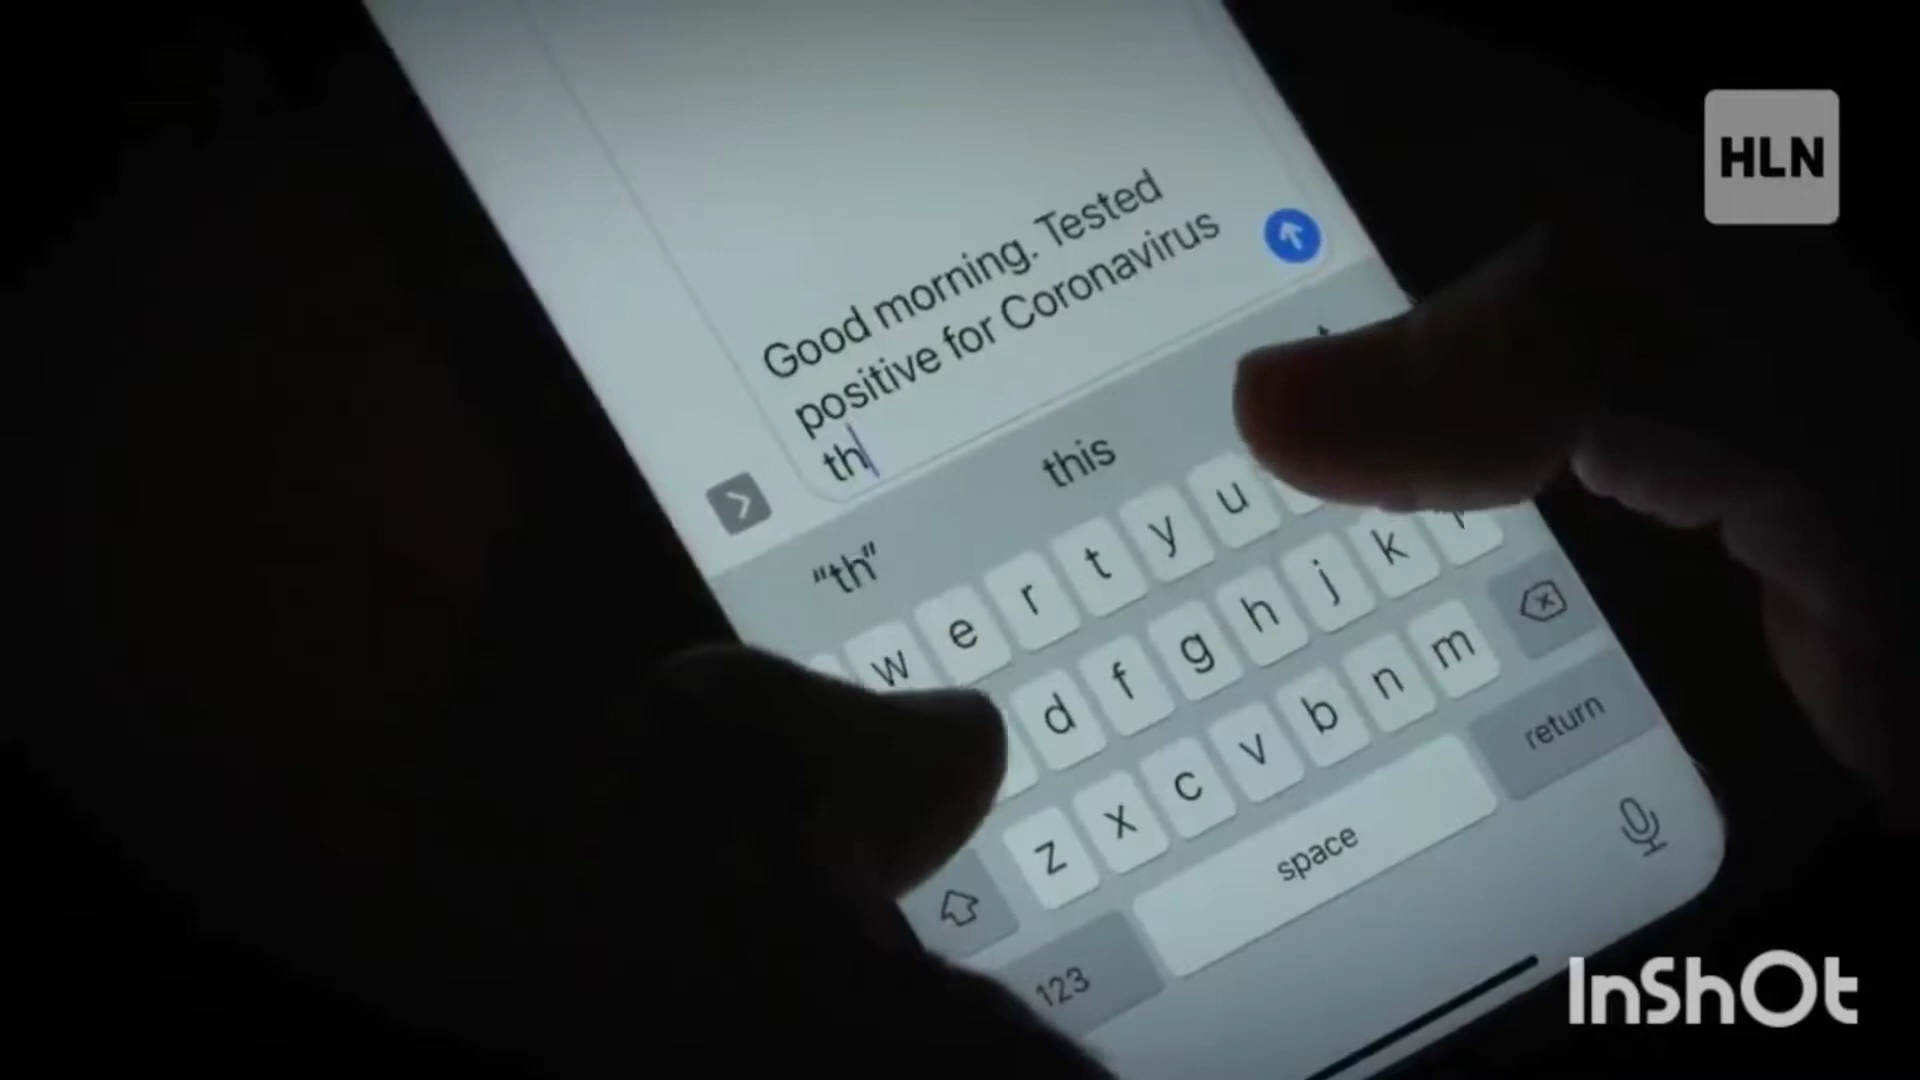 HLN
Good morning. Tested
positive for Coronavirus
th
"th"
this
w e r t y u
d f g h j k
z x c v b n m
123
space
return
InShOt